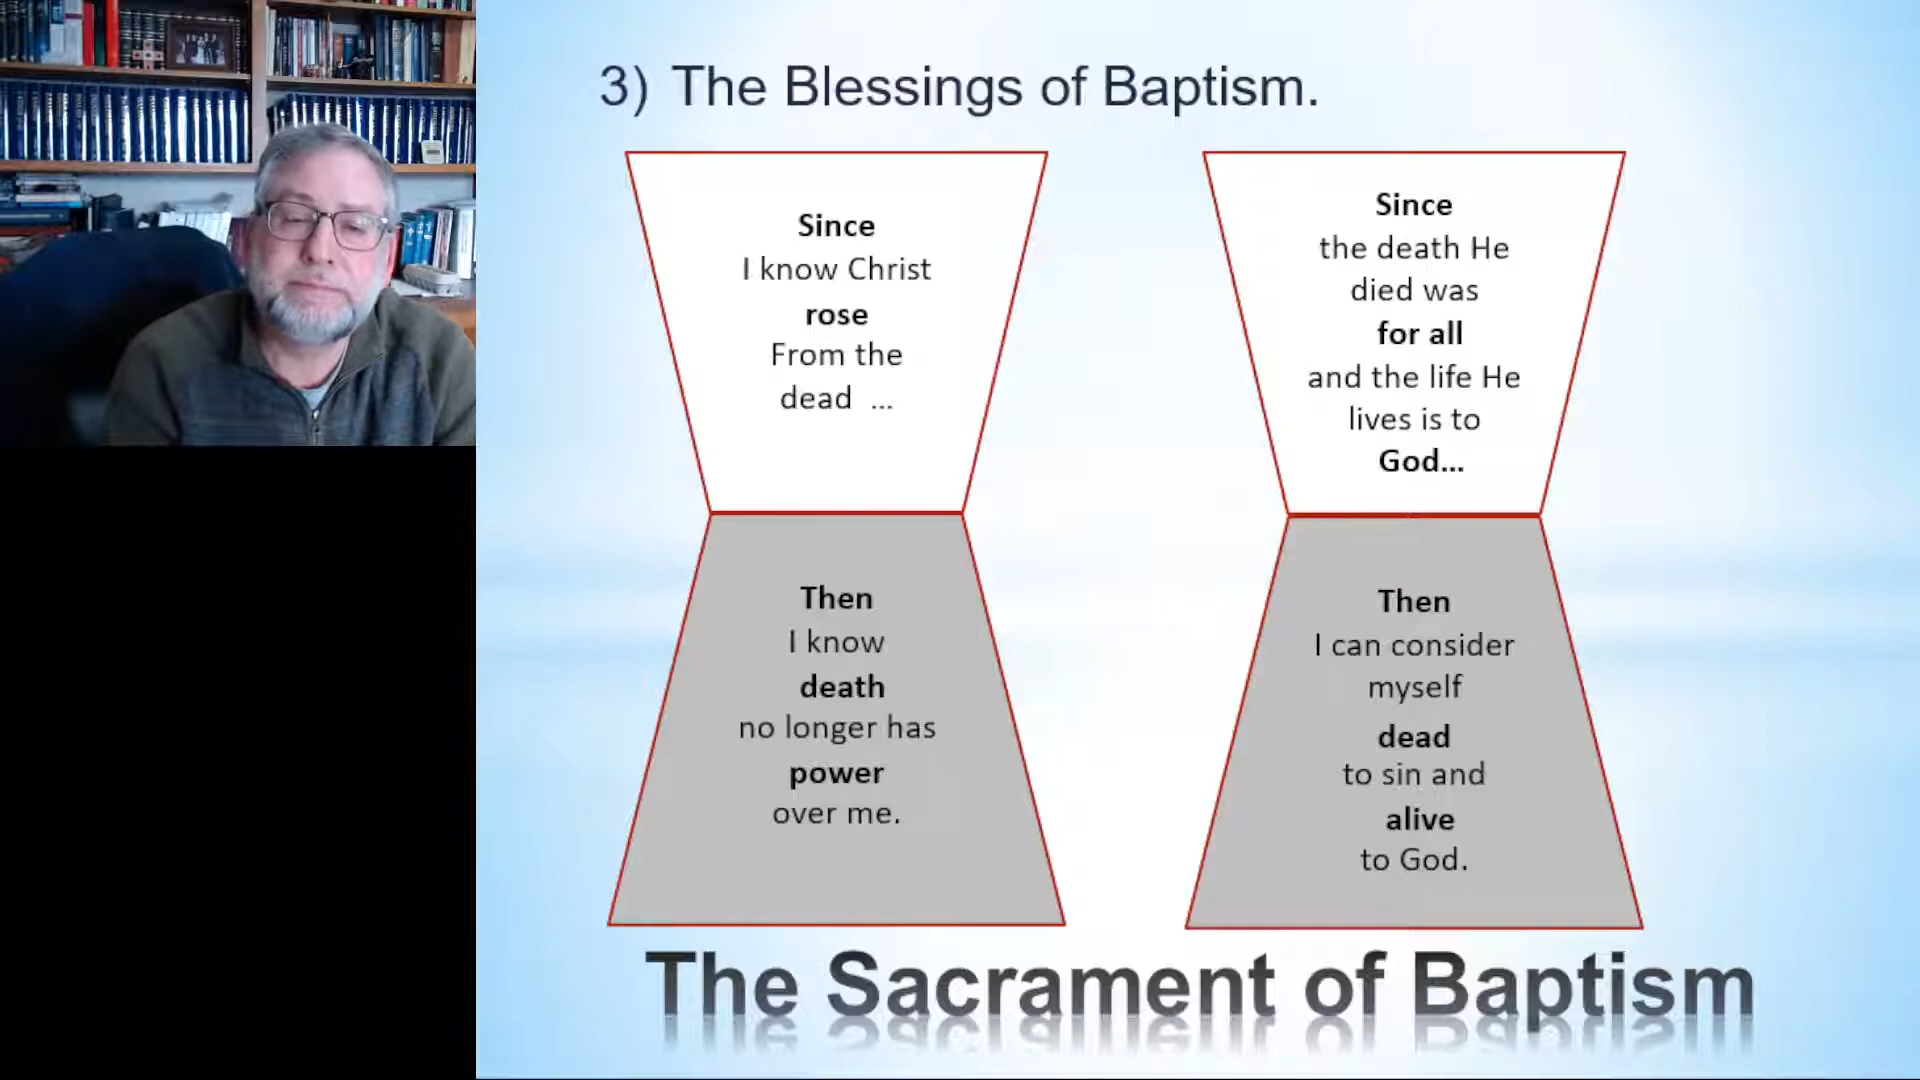 3) The Blessings of Baptism.
Since
I know Christ
rose
From the
dead ...
Then
I know
death
no longer has
power
over me.
Since
the death He
died was
for all
and the life He
lives is to
God...
Then
I can consider
myself
dead
to sin and
alive
to God.
The Sacrament of Baptism